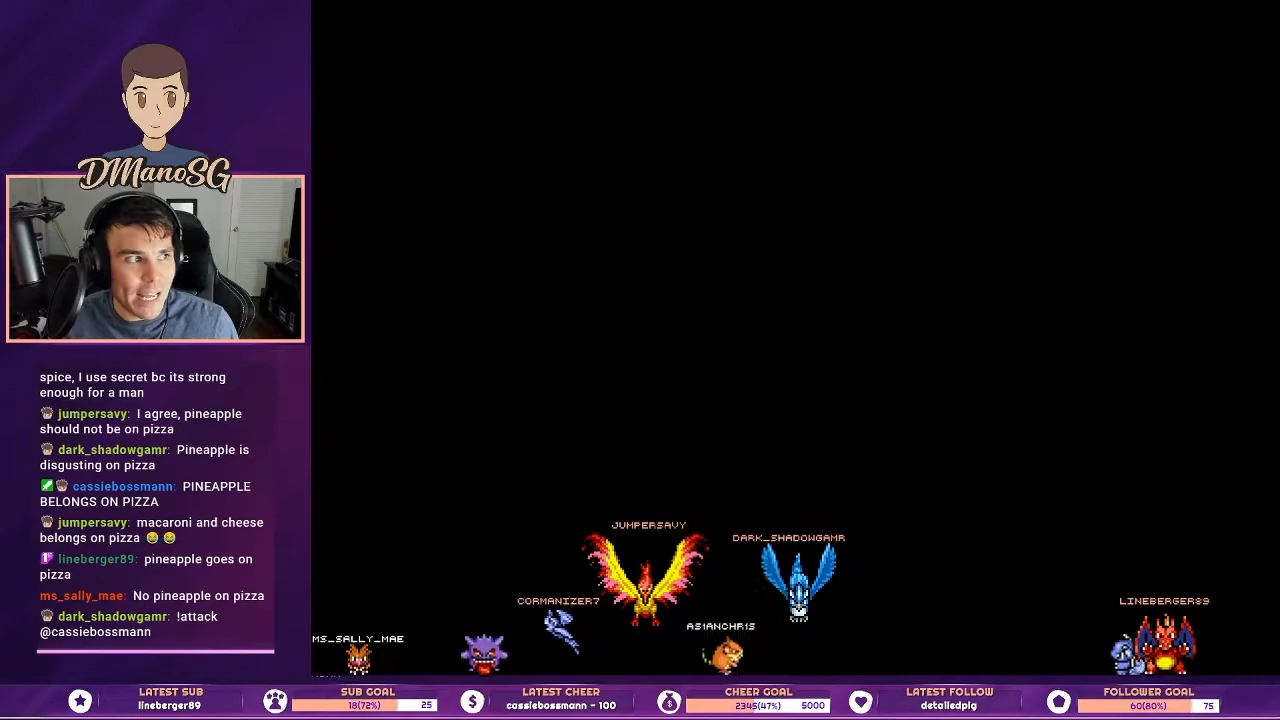 DManoSG
spice, I use secret bc its strong
enough for a man
jumpersavy: I agree, pineapple
should not be on pizza
dark_shadowgamr: Pineapple is
disgusting on pizza
cassiebossmann: PINEAPPLE
BELONGS ON PIZZA
jumpersavy: macaroni and cheese
belongs on pizza 😂 😂
lineberger89: pineapple goes on
pizza
ms_sally_mae: No pineapple on pizza
dark_shadowgamr: !attack
@cassiebossmann
JUMPERSAVY
DARK_SHADOWGAMR
CORMANIZER7
LINEBERGER89
AS1ANCHR1S
MS_SALLY_MAE
LATEST SUB
lineberger89
SUB GOAL
18(72%) 25
LATEST CHEER
cassiebossmann - 100
CHEER GOAL
2345(47%) 5000
LATEST FOLLOW
detailedpig
FOLLOWER GOAL
60(80%) 75